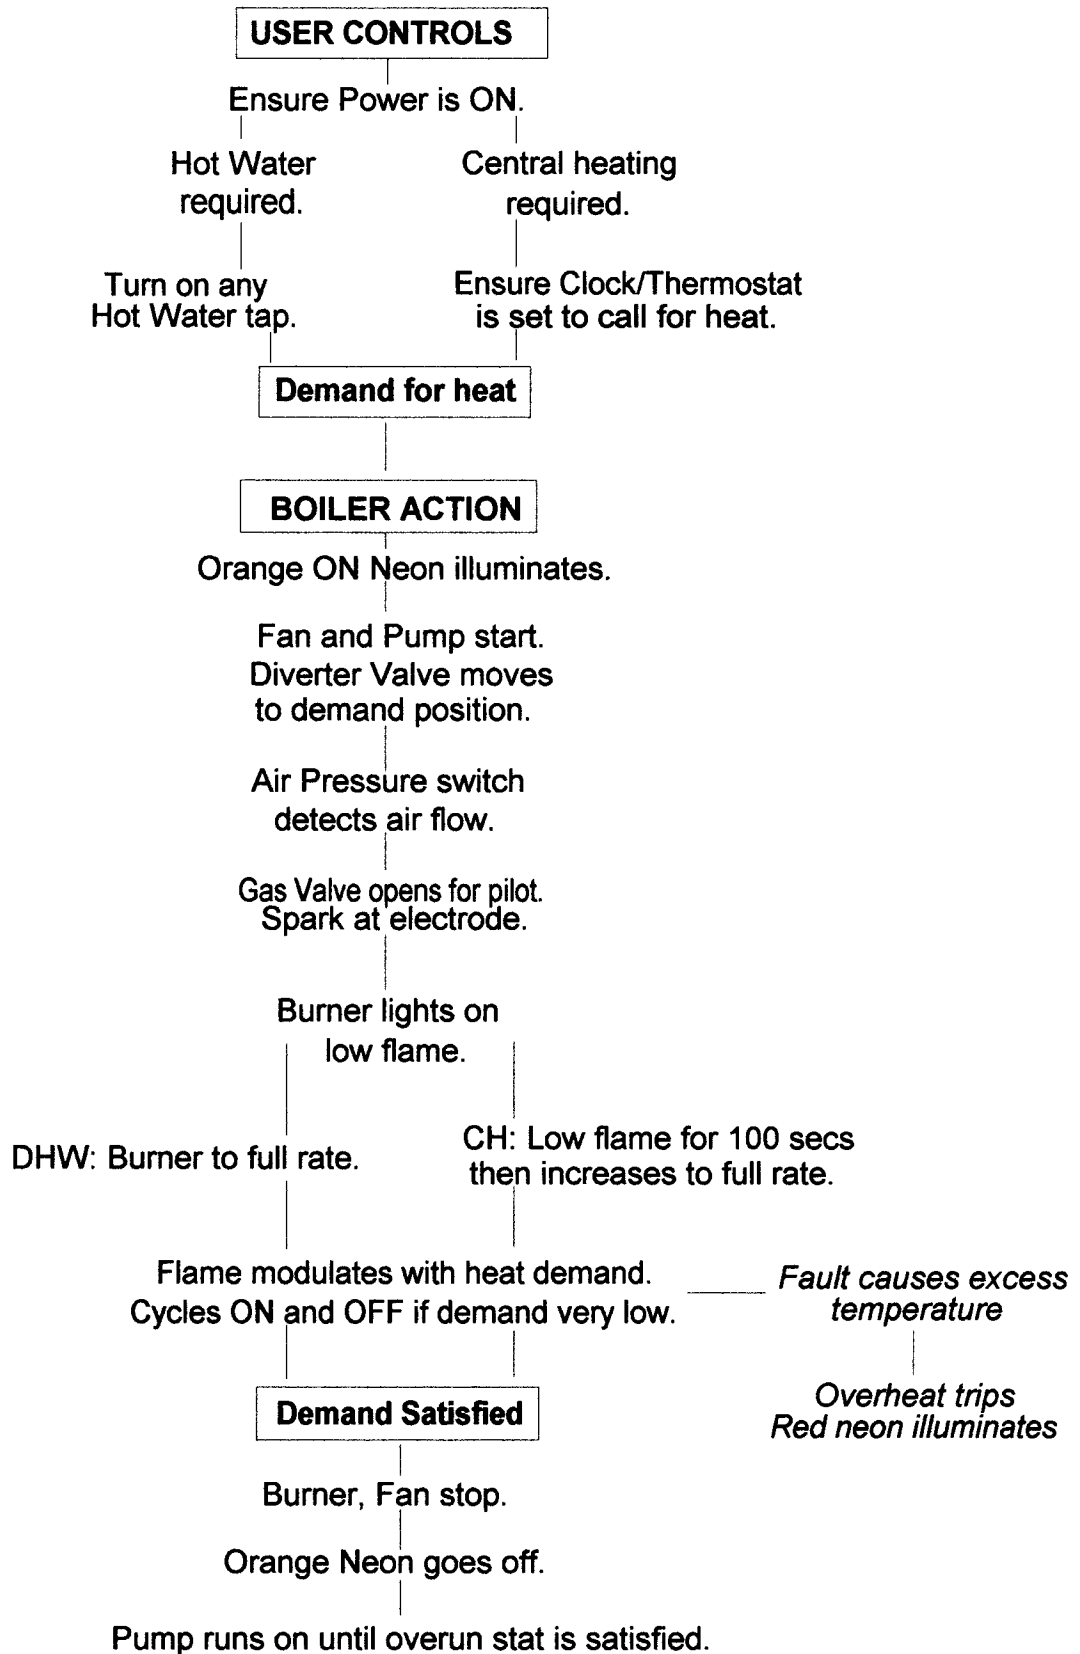 USER CONTROLS
Ensure Power is ON.
Hot Water
required.
Central heating
required.
Turn on any
Hot Water tap.
Ensure Clock/Thermostat
is set to call for heat.
Demand for heat
BOILER ACTION
Orange ON Neon illuminates.
Fan and Pump start.
Diverter Valve moves
to demand position.
Air Pressure switch
detects air flow.
Gas Valve opens for pilot.
Spark at electrode.
Burner lights on
low flame.
DHW: Burner to full rate.
CH: Low flame for 100 secs
then increases to full rate.
Flame modulates with heat demand.
Cycles ON and OFF if demand very low.
Fault causes excess
temperature
Overheat trips
Red neon illuminates
Demand Satisfied
Burner, Fan stop.
Orange Neon goes off.
Pump runs on until overun stat is satisfied.